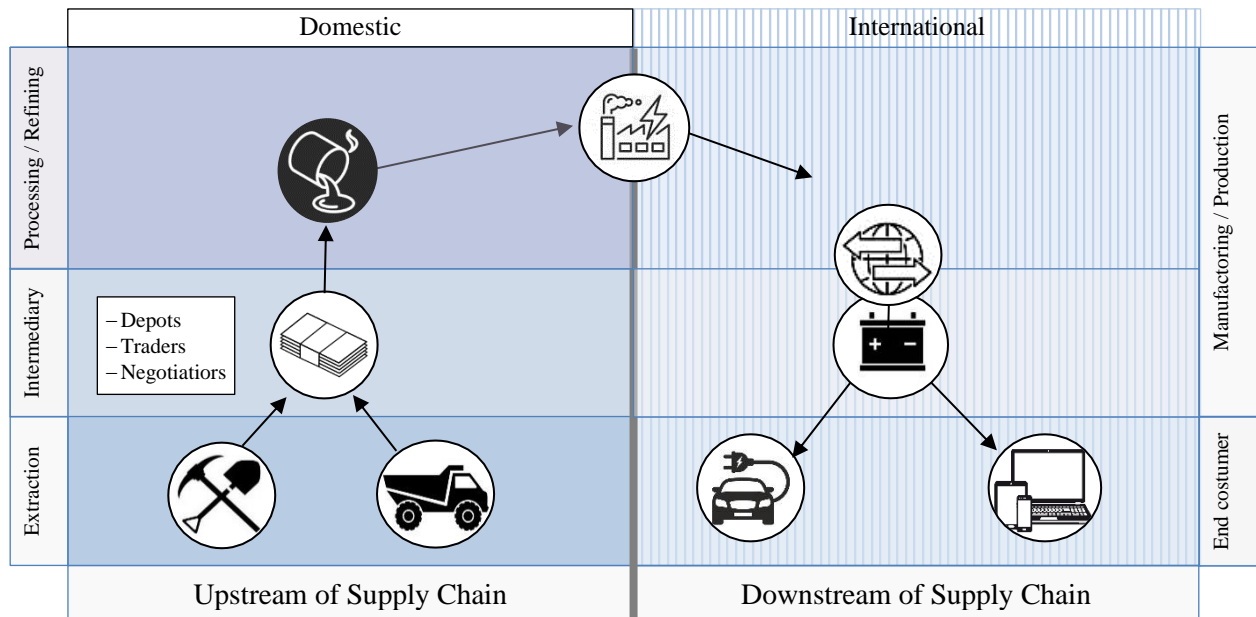 Domestic
International
Processing / Refining
Intermediary
Extraction
– Depots
– Traders
– Negotiatiors
Manufactoring / Production
End costumer
Upstream of Supply Chain
Downstream of Supply Chain